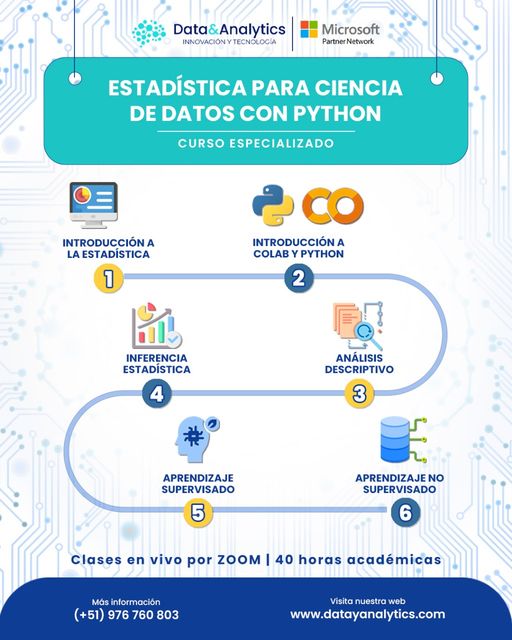 Data&Analytics
INNOVACIÓN Y TECNOLOGÍA
Microsoft
Partner Network
ESTADÍSTICA PARA CIENCIA
DE DATOS CON PYTHON
CURSO ESPECIALIZADO
INTRODUCCIÓN A
LA ESTADÍSTICA
1
INTRODUCCIÓN A
COLAB Y PYTHON
2
ANÁLISIS
DESCRIPTIVO
3
INFERENCIA
ESTADÍSTICA
4
APRENDIZAJE
SUPERVISADO
5
APRENDIZAJE NO
SUPERVISADO
6
Clases en vivo por ZOOM | 40 horas académicas
Más información
(+51) 976 760 803
Visita nuestra web
www.datayanalytics.com